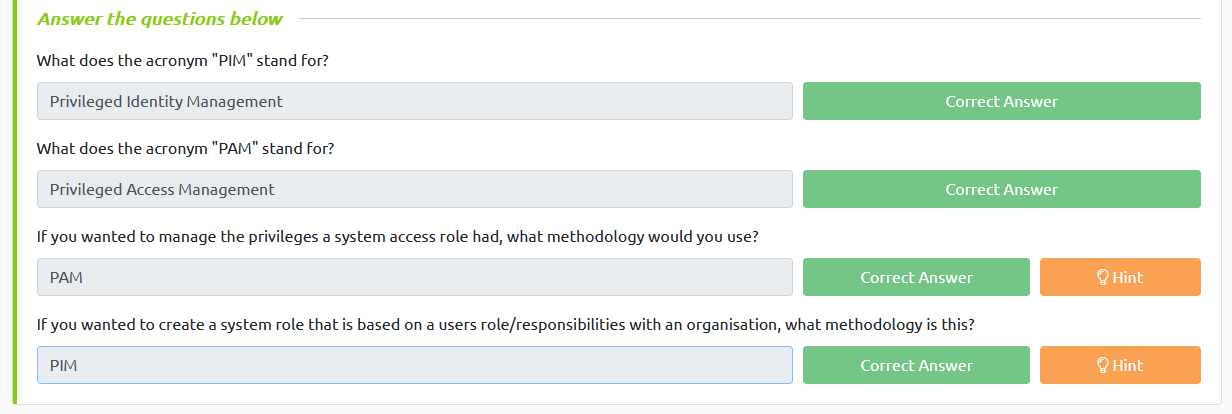 Answer the questions below
What does the acronym "PIM" stand for?
Privileged Identity Management
Correct Answer
What does the acronym "PAM" stand for?
Privileged Access Management
Correct Answer
If you wanted to manage the privileges a system access role had, what methodology would you use?
PAM
Correct Answer
Hint
If you wanted to create a system role that is based on a users role/responsibilities with an organisation, what methodology is this?
PIM
Correct Answer
Hint